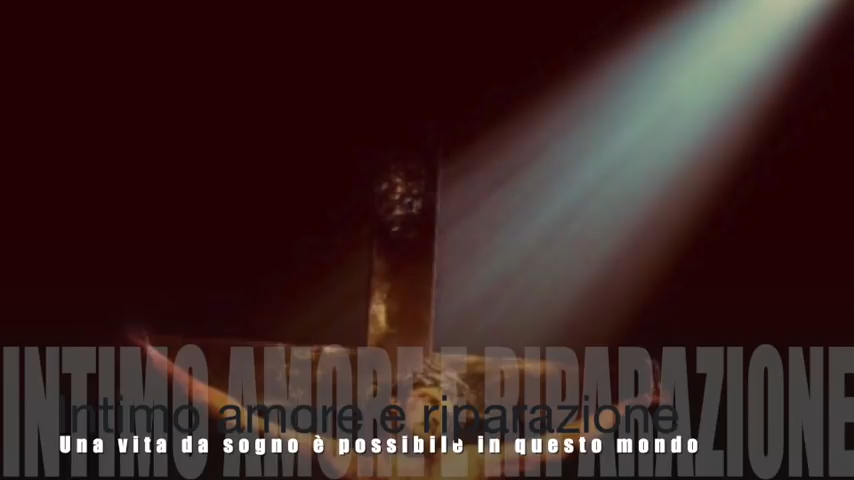 INTIMO AMORE E RIPARAZIONE
Intimo amore e riparazione
Una vita da sogno è possibile in questo mondo